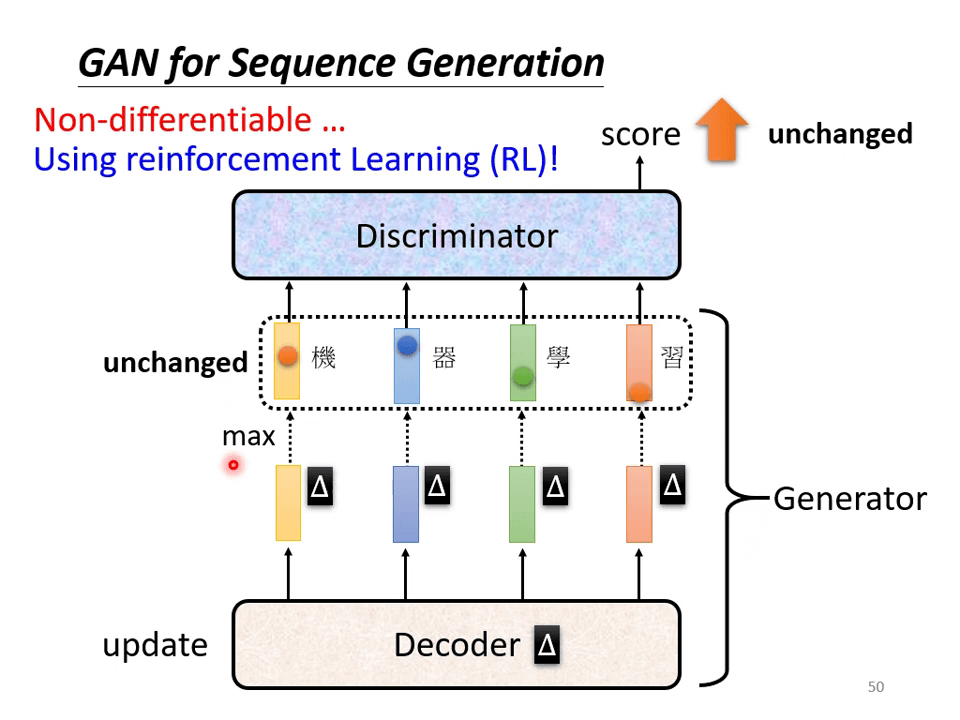 GAN for Sequence Generation
Non-differentiable …
Using reinforcement Learning (RL)!
score
unchanged
Discriminator
unchanged
機 器 學 習
max
Δ Δ Δ Δ
Generator
update
Decoder Δ
50